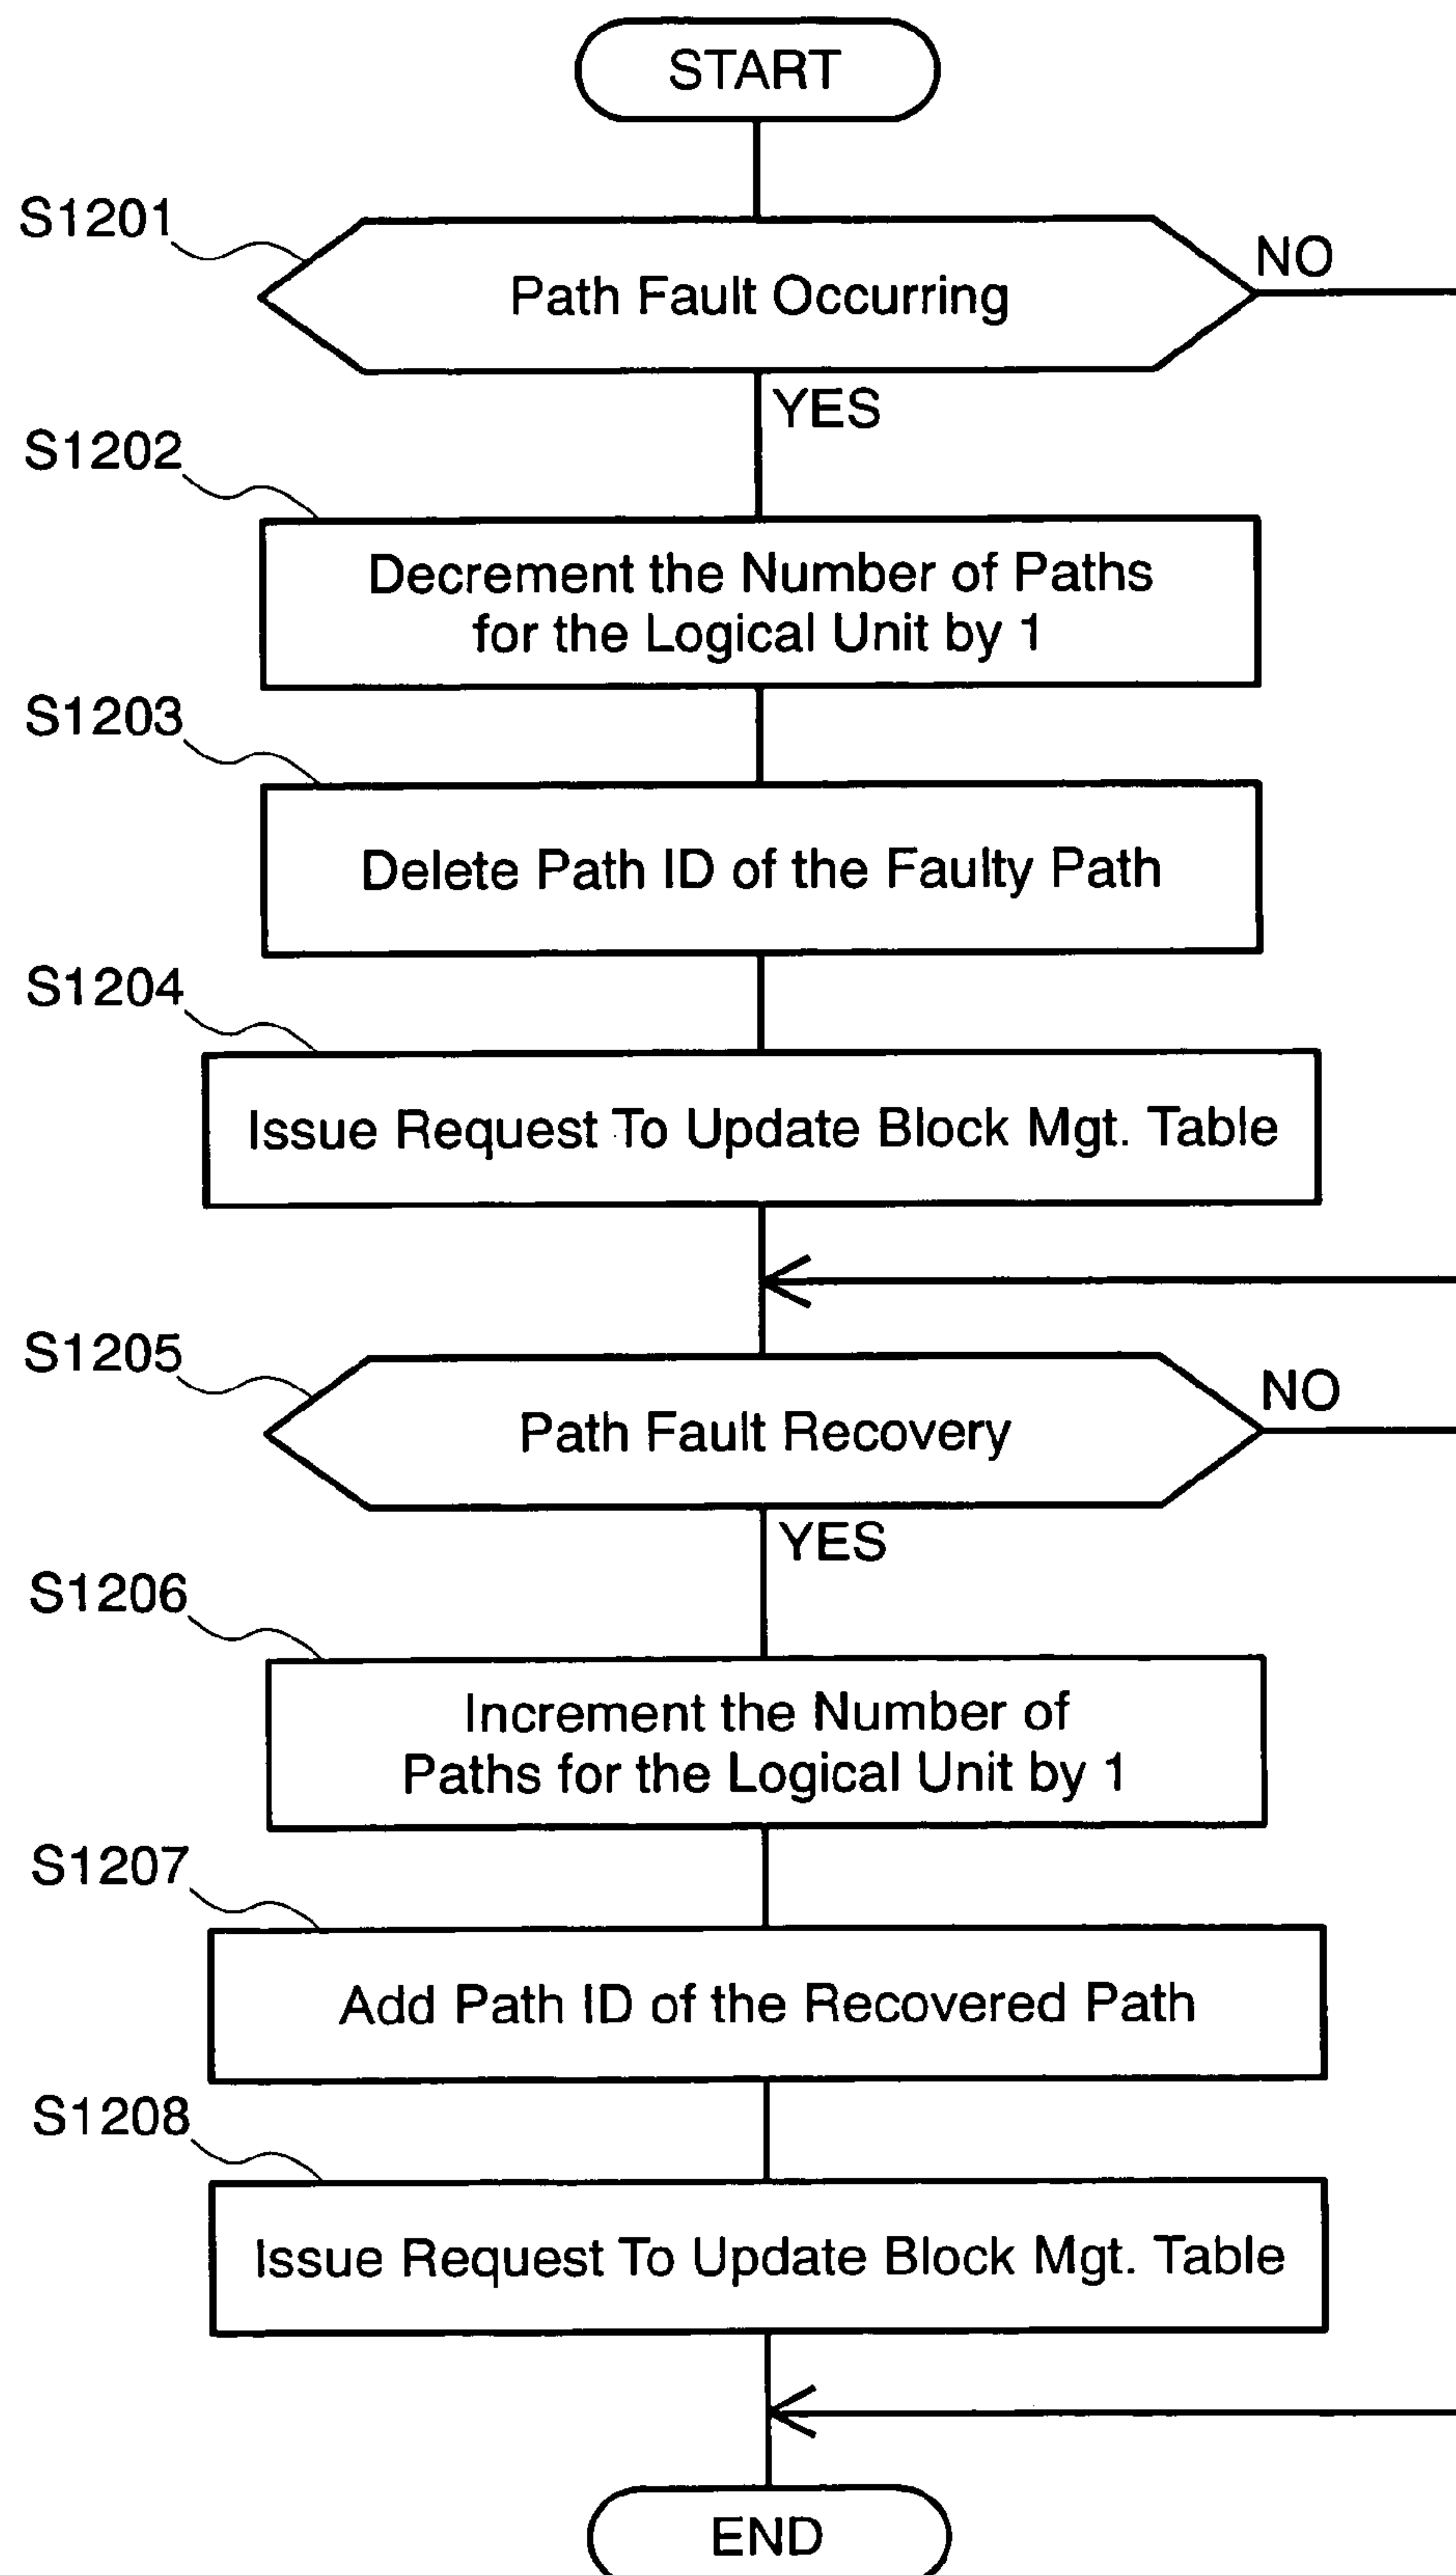 START
S1201
Path Fault Occurring
NO
YES
S1202
Decrement the Number of Paths
for the Logical Unit by 1
S1203
Delete Path ID of the Faulty Path
S1204
Issue Request To Update Block Mgt. Table
S1205
Path Fault Recovery
NO
YES
S1206
Increment the Number of
Paths for the Logical Unit by 1
S1207
Add Path ID of the Recovered Path
S1208
Issue Request To Update Block Mgt. Table
END